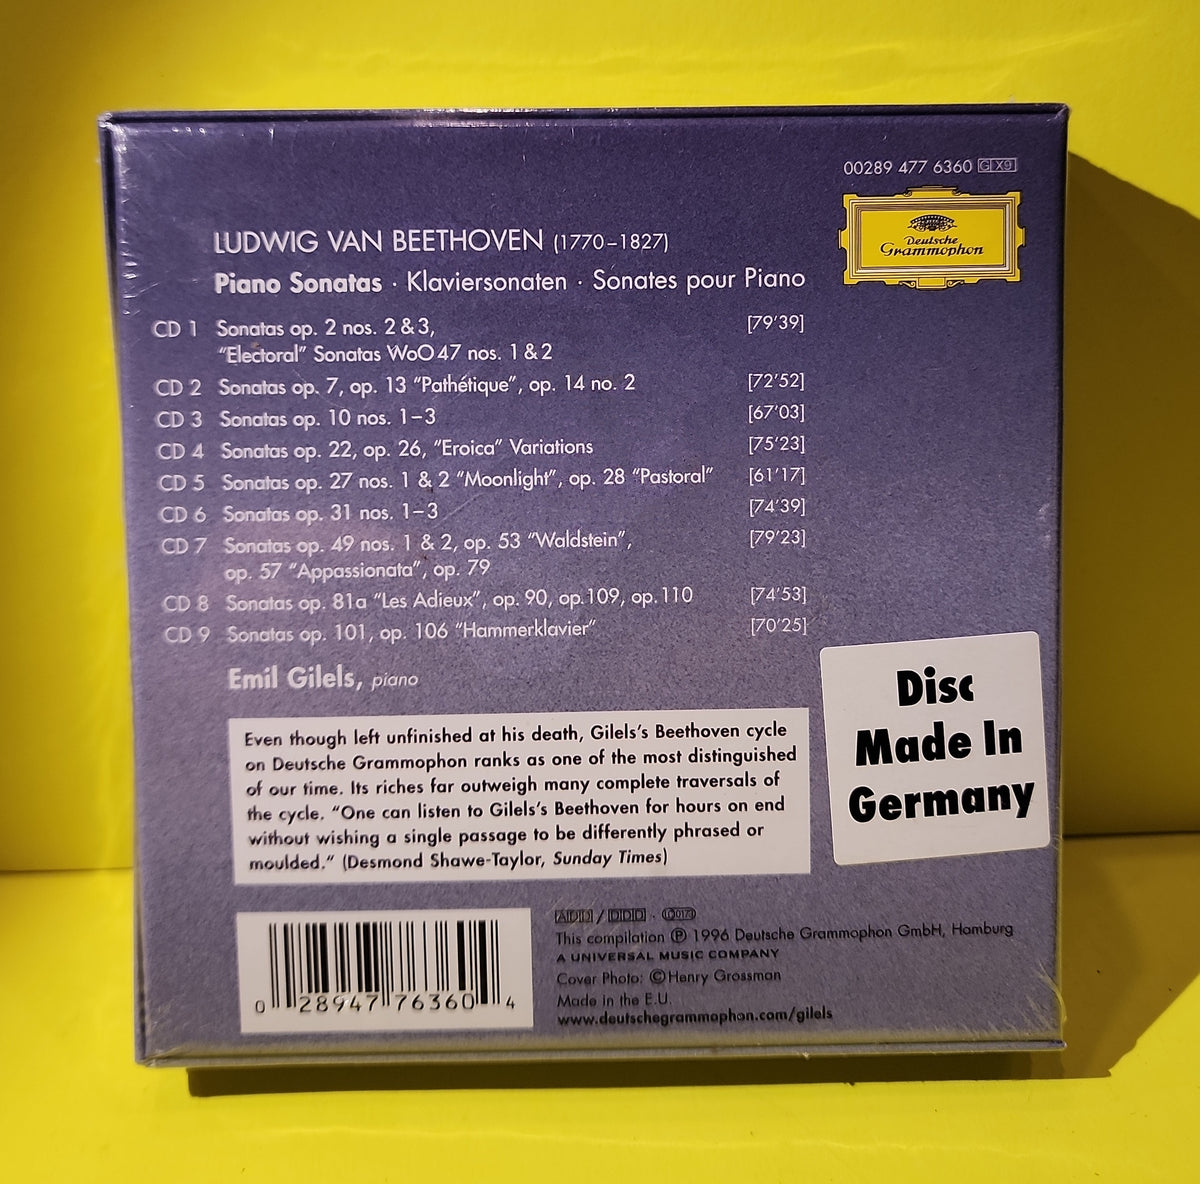 00289 477 6360 G X9
Deutsche
Grammophon
LUDWIG VAN BEETHOVEN (1770–1827)
Piano Sonatas · Klaviersonaten · Sonates pour Piano
CD 1 Sonatas op. 2 nos. 2 & 3, [79'39]
"Electoral" Sonatas WoO 47 nos. 1 & 2
CD 2 Sonatas op. 7, op. 13 "Pathétique", op. 14 no. 2 [72'52]
CD 3 Sonatas op. 10 nos. 1–3 [67'03]
CD 4 Sonatas op. 22, op. 26, "Eroica" Variations [75'23]
CD 5 Sonatas op. 27 nos. 1 & 2 "Moonlight", op. 28 "Pastoral" [61'17]
CD 6 Sonatas op. 31 nos. 1–3 [74'39]
CD 7 Sonatas op. 49 nos. 1 & 2, op. 53 "Waldstein", [79'23]
op. 57 "Appassionata", op. 79
CD 8 Sonatas op. 81a "Les Adieux", op. 90, op. 109, op. 110 [74'53]
CD 9 Sonatas op. 101, op. 106 "Hammerklavier" [70'25]
Emil Gilels, piano
Even though left unfinished at his death, Gilels's Beethoven cycle
on Deutsche Grammophon ranks as one of the most distinguished
of our time. Its riches far outweigh many complete traversals of
the cycle. "One can listen to Gilels's Beethoven for hours on end
without wishing a single passage to be differently phrased or
moulded." (Desmond Shawe-Taylor, Sunday Times)
Disc
Made In
Germany
0 28947 76360 4
ADD / DDD ·
This compilation ℗ 1996 Deutsche Grammophon GmbH, Hamburg
A UNIVERSAL MUSIC COMPANY
Cover Photo: © Henry Grossman
Made in the E.U.
www.deutschegrammophon.com/gilels